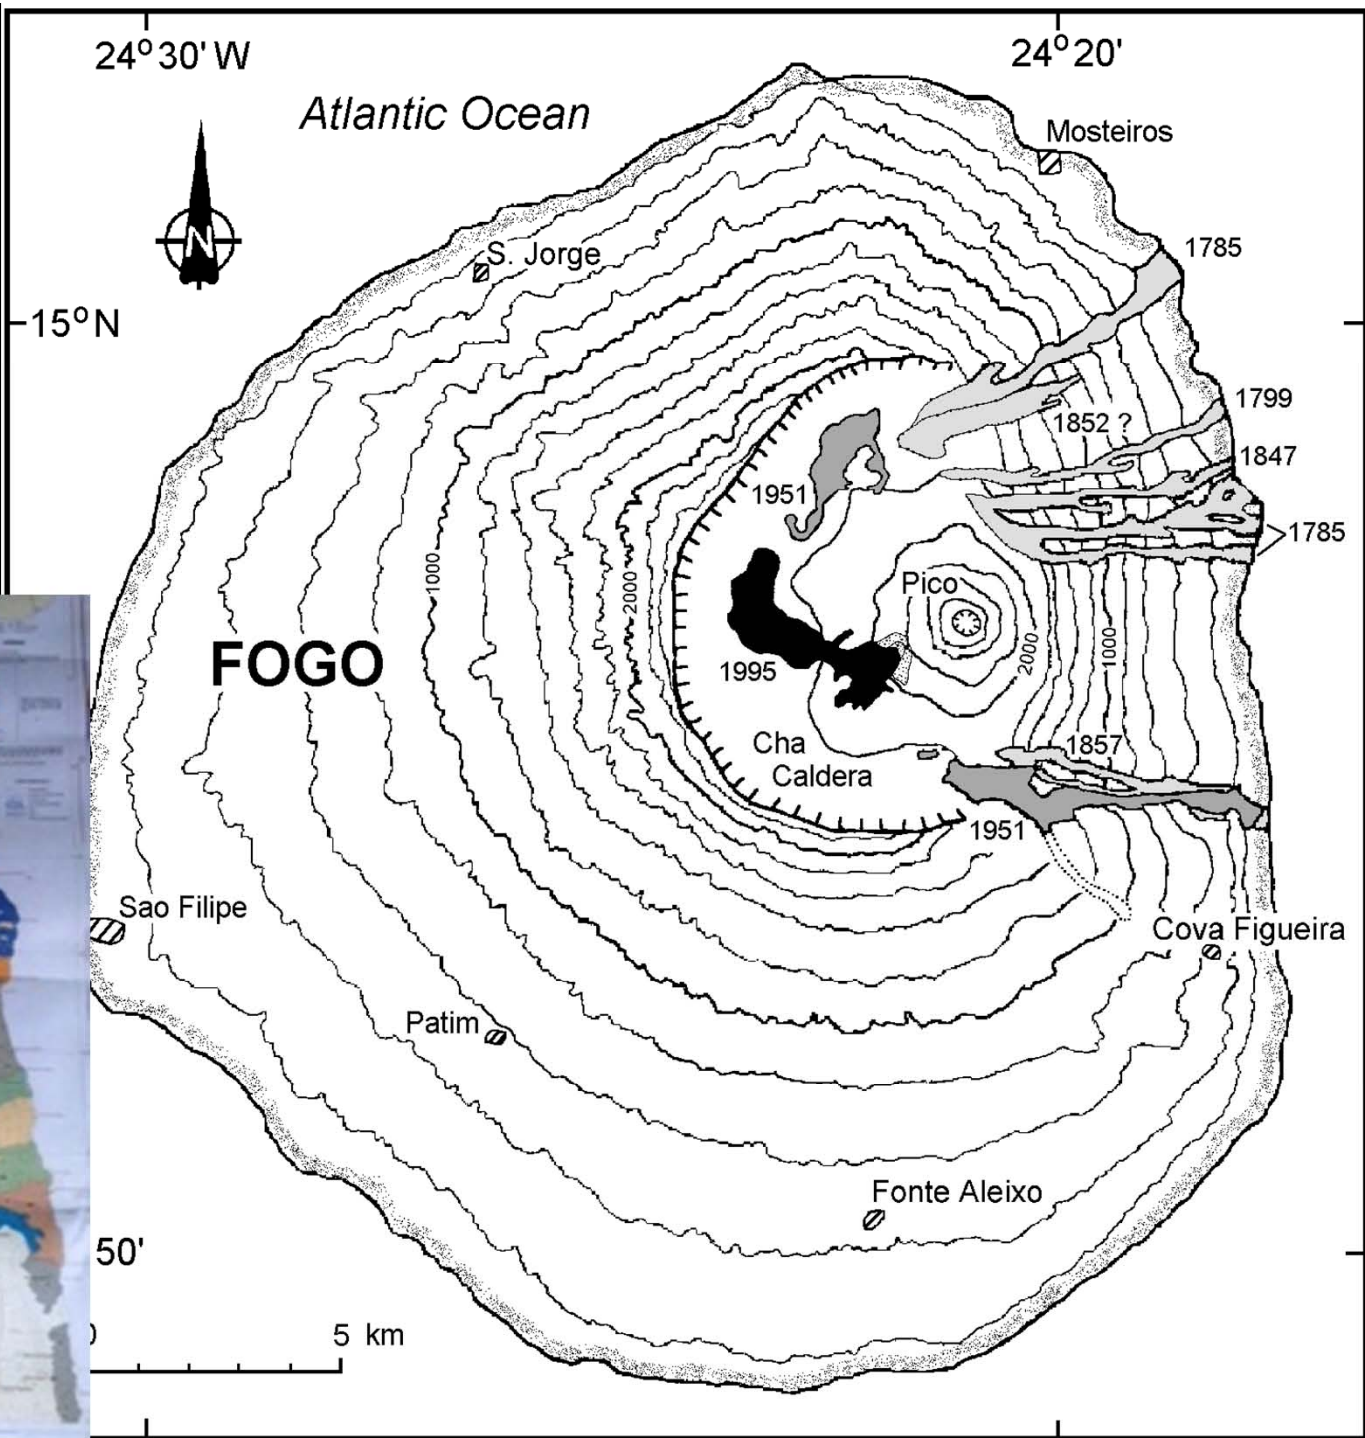 24°30' W
24°20'
Atlantic Ocean
Mosteiros
N
S. Jorge
1785
15°N
1799
1852 ?
1847
1951
1785
1000
2000
Pico
FOGO
1995
2000
1000
Cha
Caldera
1857
1951
Sao Filipe
Cova Figueira
Patim
Fonte Aleixo
50'
5 km